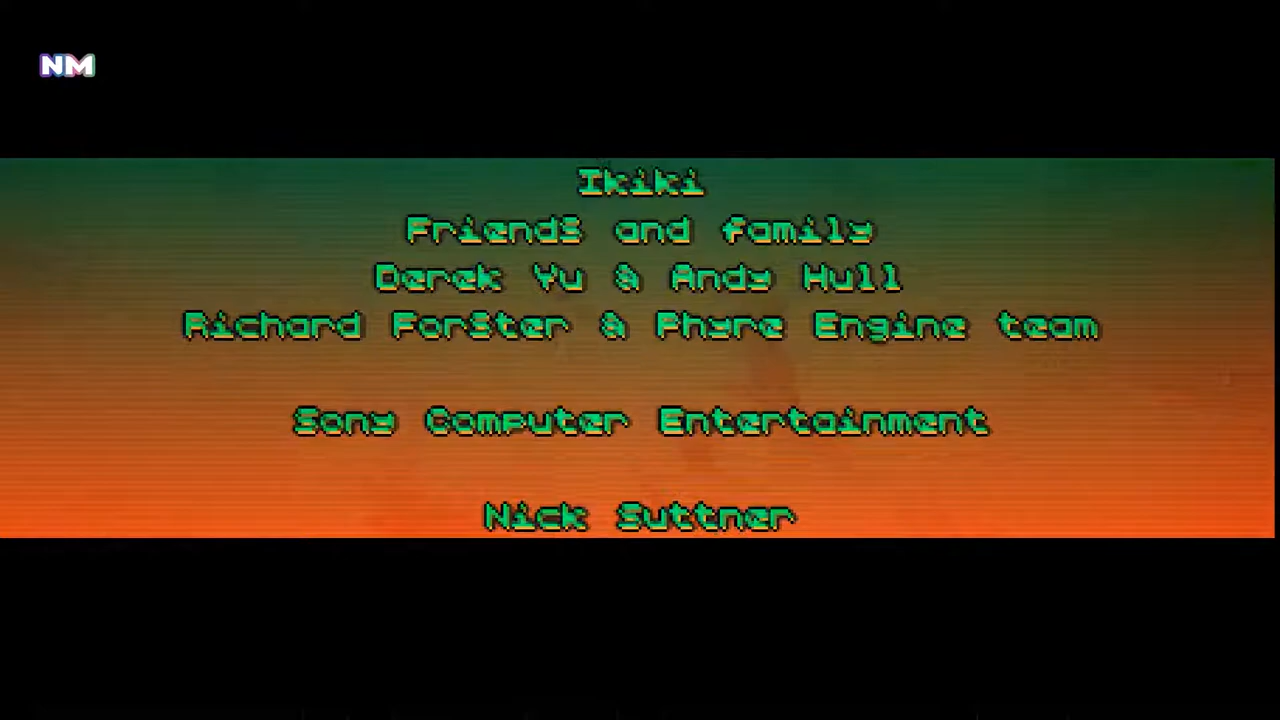 NM
Ikiki
Friends and family
Derek Yu & Andy Hull
Richard Forster & Phyre Engine team
Sony Computer Entertainment
Nick Suttner